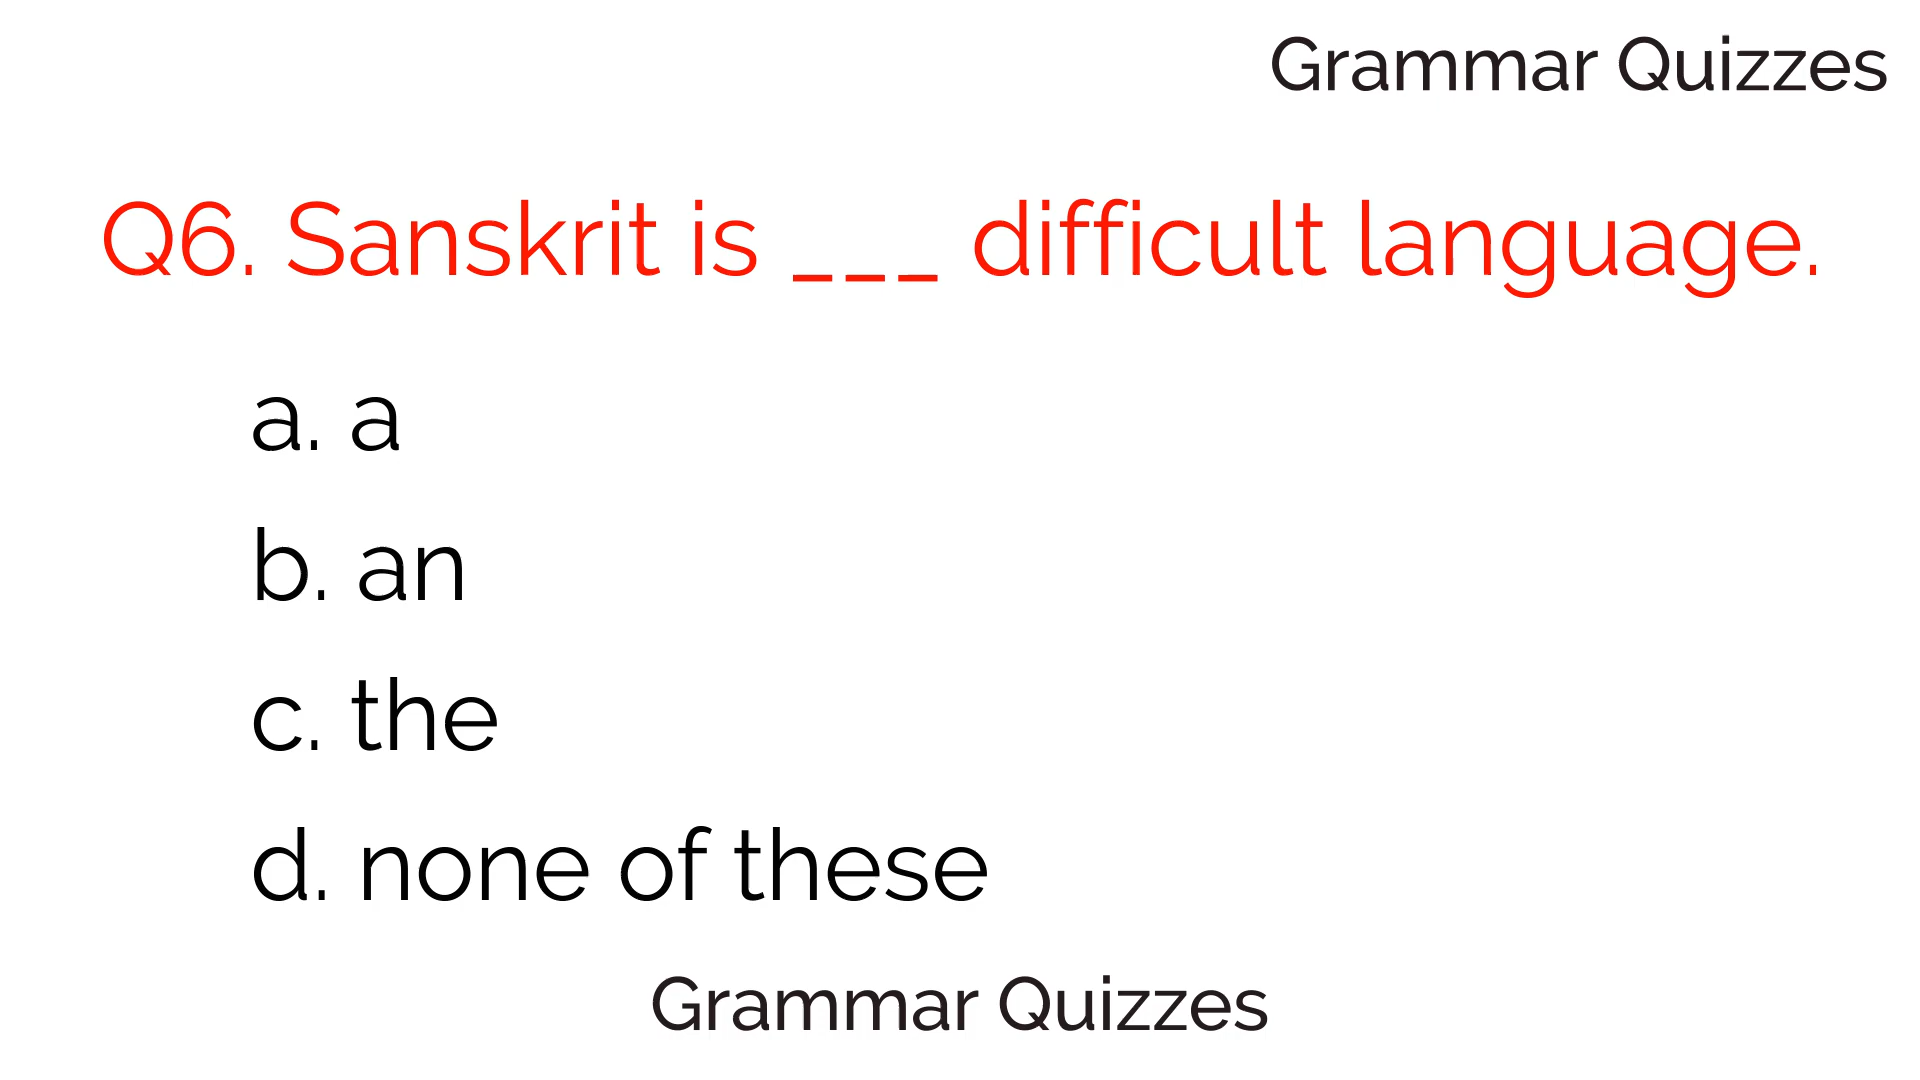 Grammar Quizzes
Q6. Sanskrit is ___ difficult language.
a. a
b. an
c. the
d. none of these
Grammar Quizzes